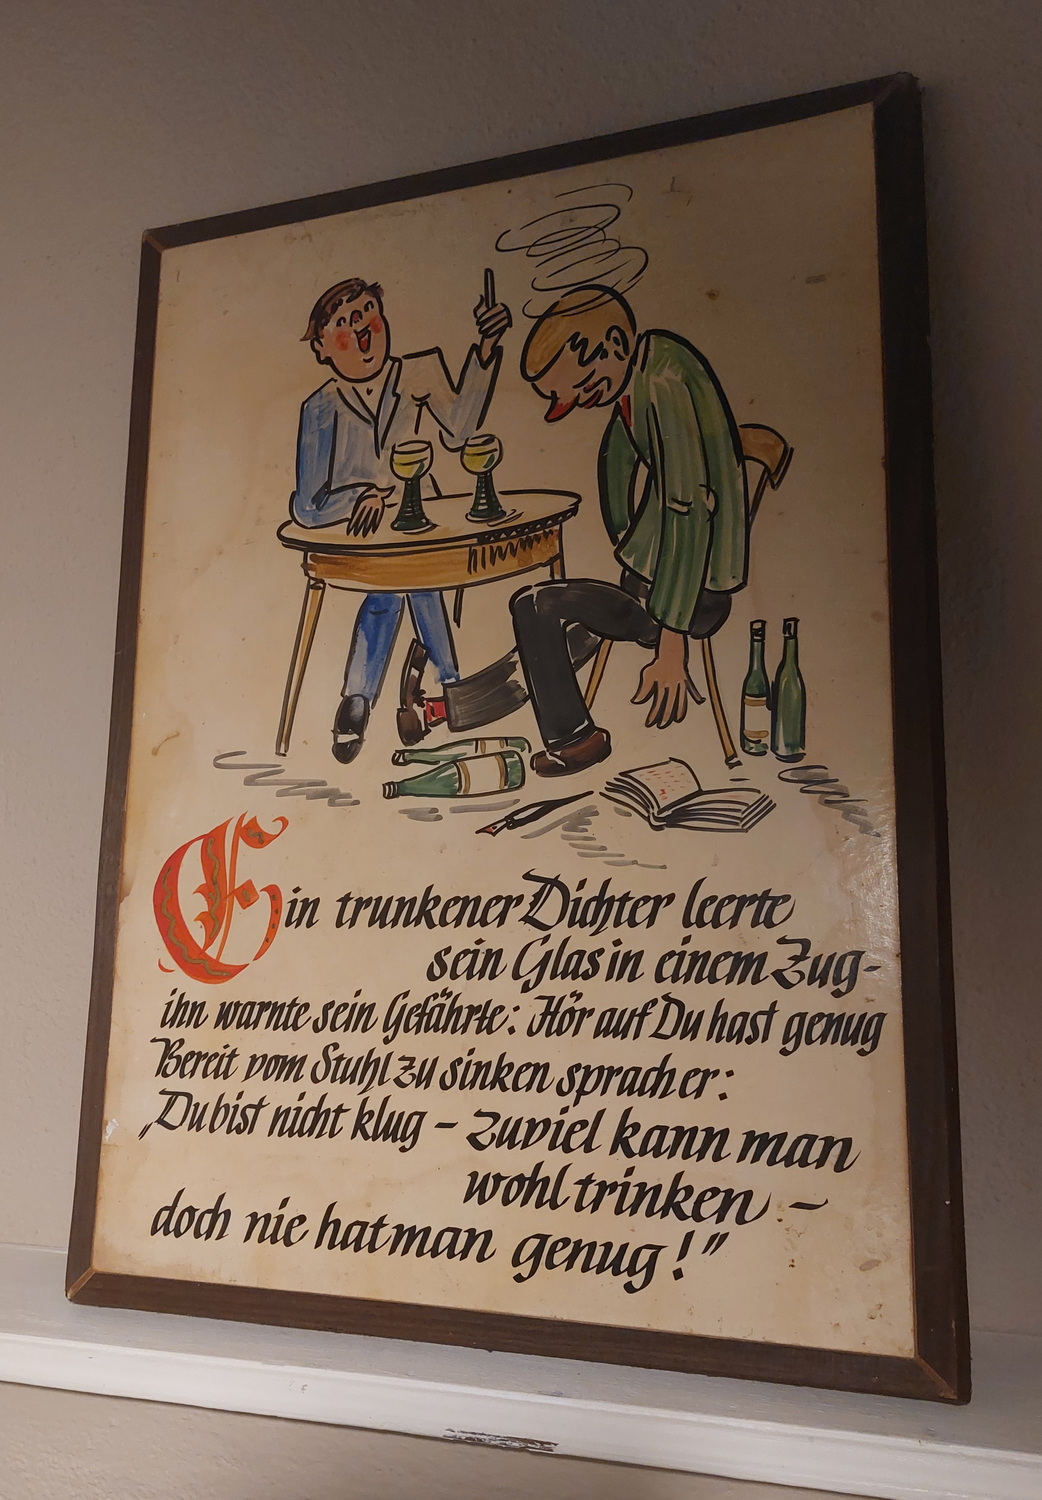 Ein trunkener Dichter leerte
sein Glas in einem Zug-
ihn warnte sein Gefährte: Hör auf Du hast genug
Bereit vom Stuhl zu sinken sprach er:
„Du bist nicht klug – zuviel kann man
wohl trinken –
doch nie hat man genug!"